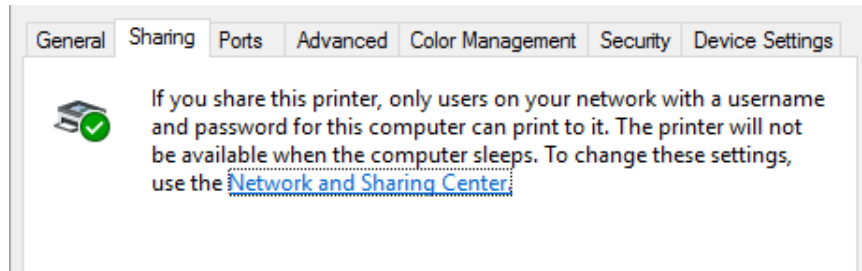 General Sharing Ports Advanced Color Management Security Device Settings
If you share this printer, only users on your network with a username
and password for this computer can print to it. The printer will not
be available when the computer sleeps. To change these settings,
use the Network and Sharing Center.